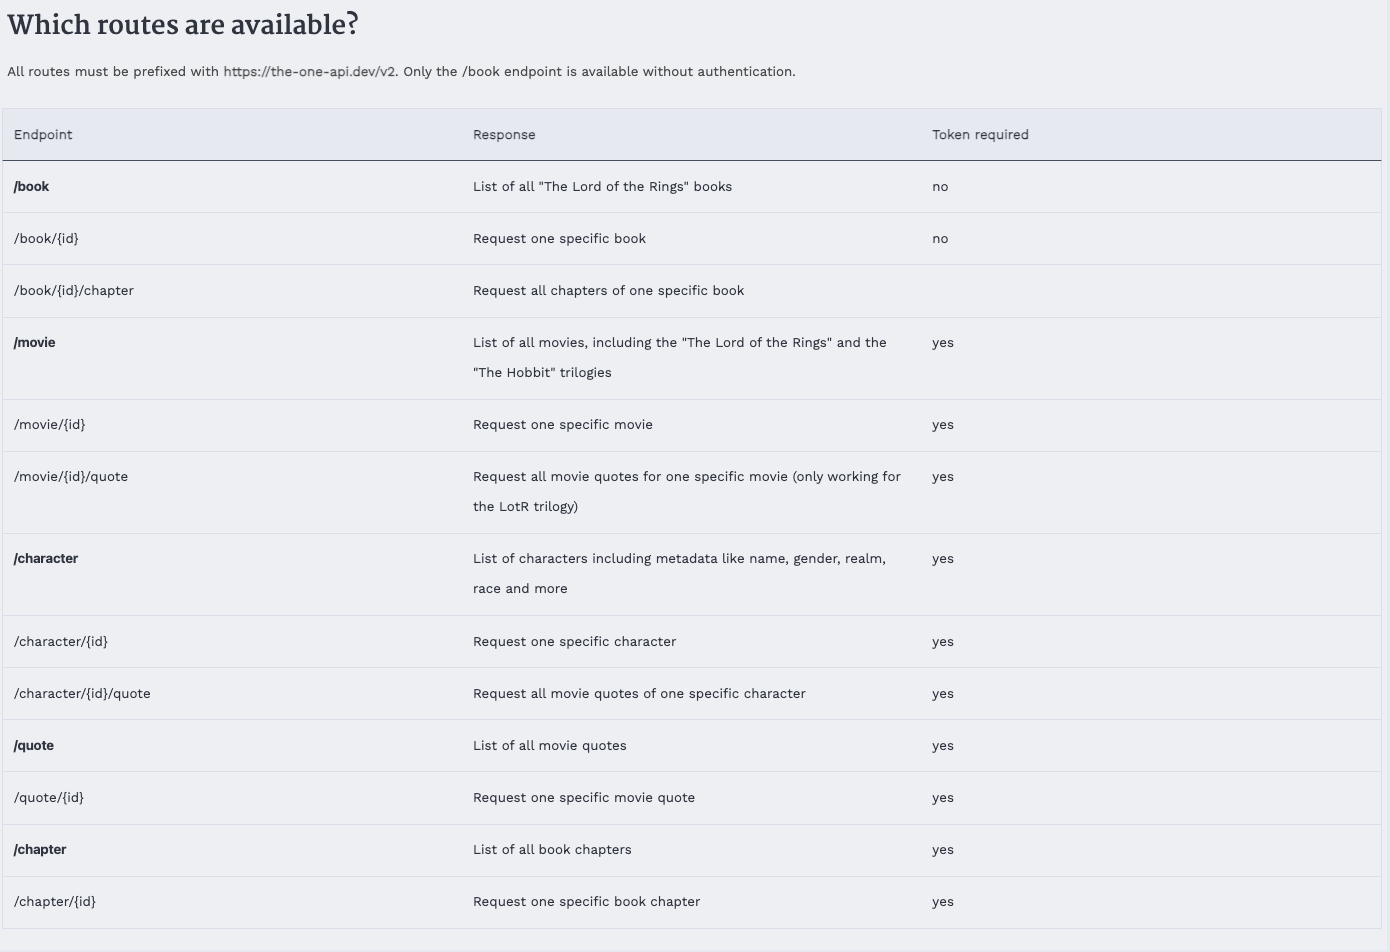 Which routes are available?
All routes must be prefixed with https://the-one-api.dev/v2. Only the /book endpoint is available without authentication.
Endpoint Response Token required
/book List of all "The Lord of the Rings" books no
/book/{id} Request one specific book no
/book/{id}/chapter Request all chapters of one specific book
/movie List of all movies, including the "The Lord of the Rings" and the yes
"The Hobbit" trilogies
/movie/{id} Request one specific movie yes
/movie/{id}/quote Request all movie quotes for one specific movie (only working for yes
the LotR trilogy)
/character List of characters including metadata like name, gender, realm, yes
race and more
/character/{id} Request one specific character yes
/character/{id}/quote Request all movie quotes of one specific character yes
/quote List of all movie quotes yes
/quote/{id} Request one specific movie quote yes
/chapter List of all book chapters yes
/chapter/{id} Request one specific book chapter yes